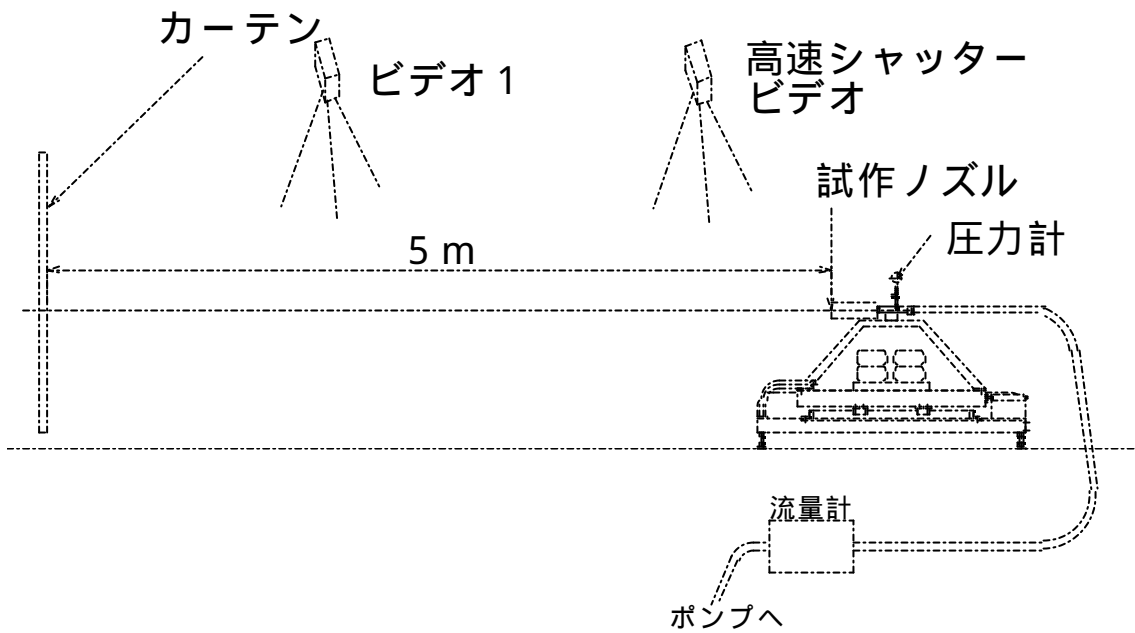 カーテン
ビデオ1
高速シャッター
ビデオ
試作ノズル
圧力計
5 m
流量計
ポンプへ